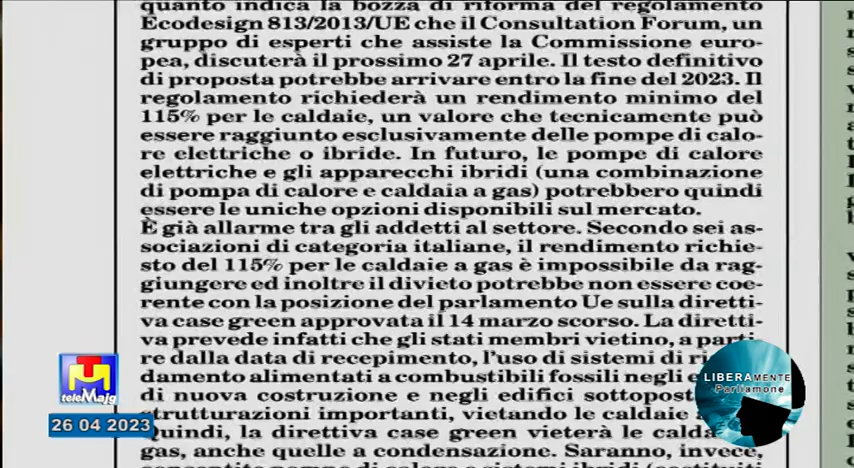 quanto indica la bozza di riforma del regolamento
Ecodesign 813/2013/UE che il Consultation Forum, un
gruppo di esperti che assiste la Commissione euro-
pea, discuterà il prossimo 27 aprile. Il testo definitivo
di proposta potrebbe arrivare entro la fine del 2023. Il
regolamento richiederà un rendimento minimo del
115% per le caldaie, un valore che tecnicamente può
essere raggiunto esclusivamente delle pompe di calo-
re elettriche o ibride. In futuro, le pompe di calore
elettriche e gli apparecchi ibridi (una combinazione
di pompa di calore e caldaia a gas) potrebbero quindi
essere le uniche opzioni disponibili sul mercato.
È già allarme tra gli addetti al settore. Secondo sei as-
sociazioni di categoria italiane, il rendimento richie-
sto del 115% per le caldaie a gas è impossibile da rag-
giungere ed inoltre il divieto potrebbe non essere coe-
rente con la posizione del parlamento Ue sulla diretti-
va case green approvata il 14 marzo scorso. La diretti-
va prevede infatti che gli stati membri vietino, a parti-
re dalla data di recepimento, l'uso di sistemi di
damento alimentati a combustibili fossili negli
di nuova costruzione e negli edifici
strutturazioni importanti, vietando le caldaie
Quindi, la direttiva case green vieterà le
gas, anche quelle a condensazione. Saranno, invece,
teleMajg
26 04 2023
LIBERAMENTE
Parliamone